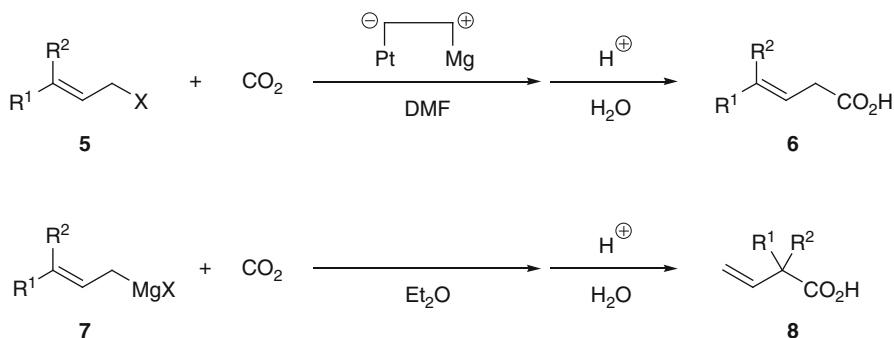 R² R¹ X 5 + CO₂ ⊖ Pt ⊕ Mg DMF H⊕ H₂O R² R¹ CO₂H 6
R² R¹ MgX 7 + CO₂ Et₂O H⊕ H₂O R¹ R² CO₂H 8